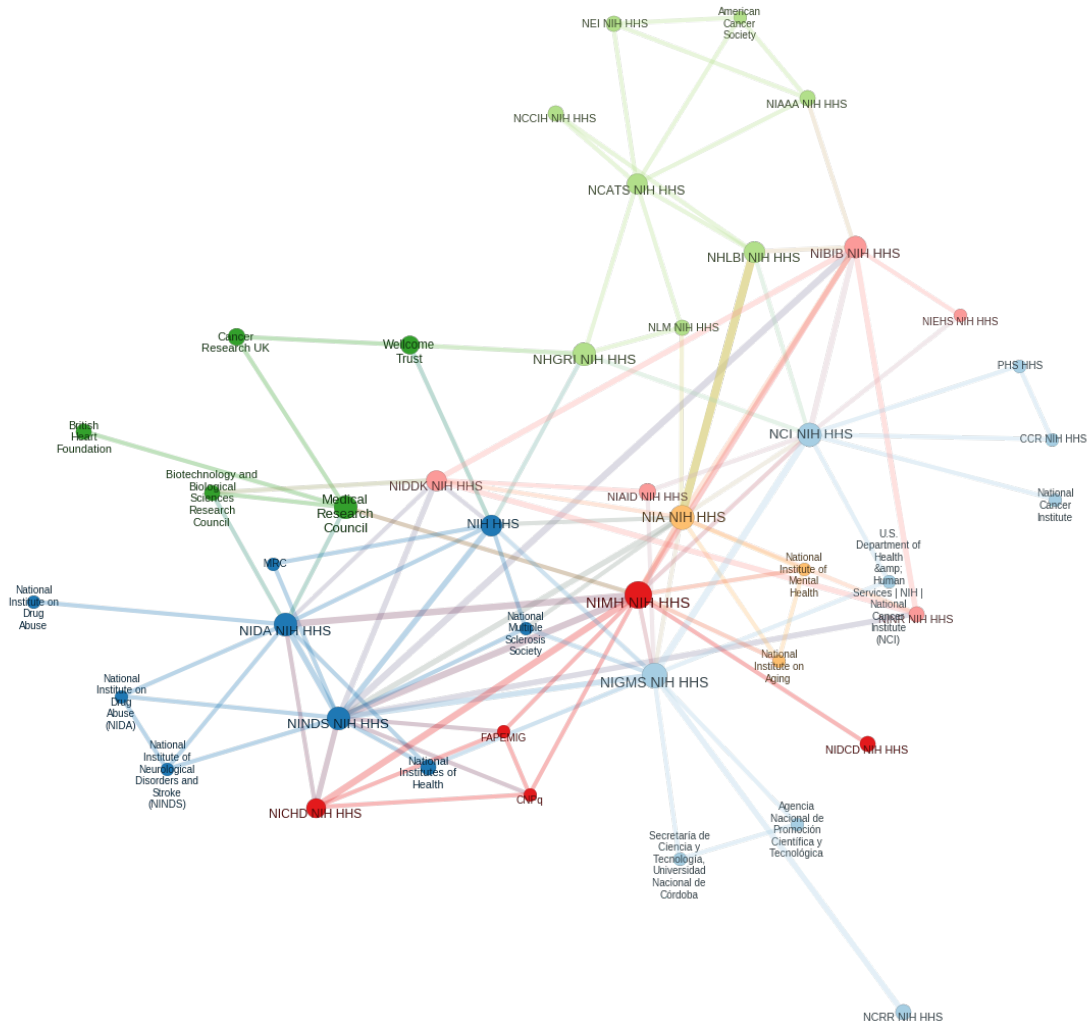 American
Cancer
Society
NEI NIH HHS
NIAAA NIH HHS
NCCIH NIH HHS
NCATS NIH HHS
NHLBI NIH HHS
NIBIB NIH HHS
NIEHS NIH HHS
NLM NIH HHS
Cancer
Research UK
Wellcome
Trust
NHGRI NIH HHS
PHS HHS
British
Heart
Foundation
NCI NIH HHS
CCR NIH HHS
Biotechnology and
Biological
Sciences
Research
Council
NIDDK NIH HHS
NIAID NIH HHS
National
Cancer
Institute
Medical
Research
Council
NIH HHS
NIA NIH HHS
U.S.
Department of
Health
&amp;
Human
Services | NIH |
National
Cancer
Institute
(NCI)
MRC
National
Institute of
Mental
Health
National
Institute on
Drug
Abuse
NIMH NIH HHS
NIDA NIH HHS
National
Multiple
Sclerosis
Society
NIGMS NIH HHS
National
Institute on
Aging
National
Institute on
Drug
Abuse
(NIDA)
NINDS NIH HHS
FAPEMIG
NIDCD NIH HHS
National
Institute of
Neurological
Disorders and
Stroke
(NINDS)
National
Institutes of
Health
CNPq
NICHD NIH HHS
Agencia
Nacional de
Promoción
Científica y
Tecnológica
Secretaría de
Ciencia y
Tecnología,
Universidad
Nacional de
Córdoba
NCRR NIH HHS